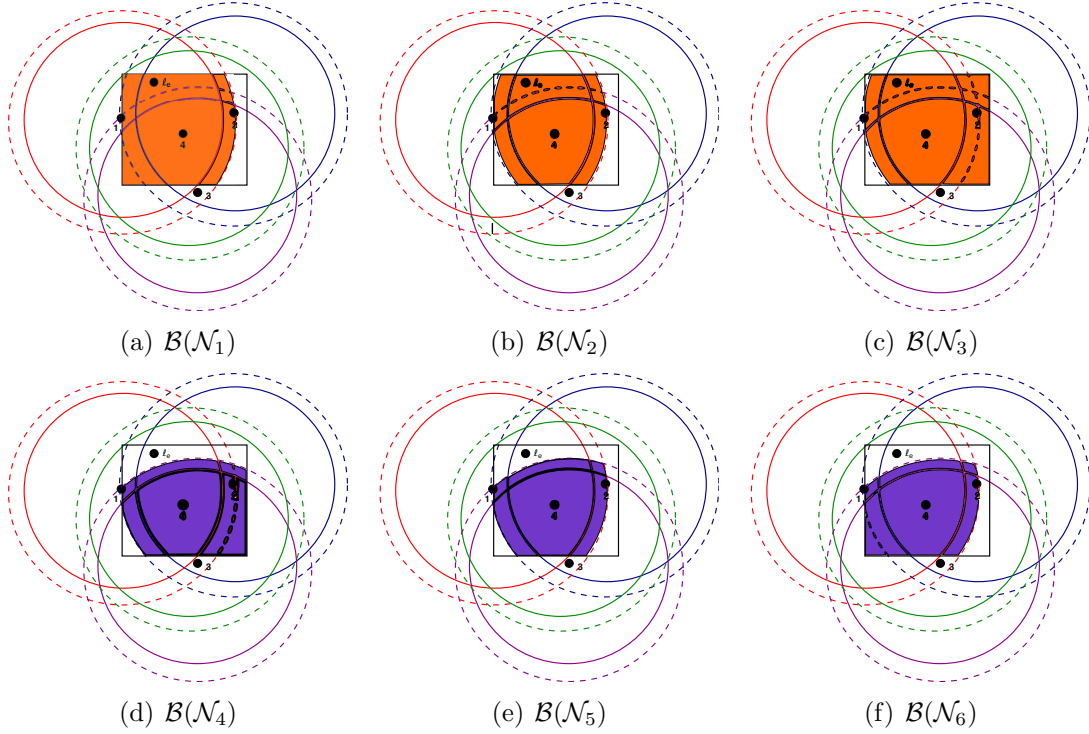 ℓₑ
1
2
4
3
(a) B(N₁)
ℓₑ
1
2
4
3
(b) B(N₂)
ℓₑ
1
2
4
3
(c) B(N₃)
ℓₑ
1
2
4
3
(d) B(N₄)
ℓₑ
1
2
4
3
(e) B(N₅)
ℓₑ
1
2
4
3
(f) B(N₆)